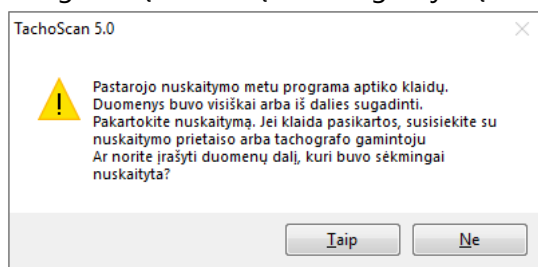 TachoScan 5.0
Pastarojo nuskaitymo metu programa aptiko klaidų.
Duomenys buvo visiškai arba iš dalies sugadinti.
Pakartokite nuskaitymą. Jei klaida pasikartos, susisiekite su
nuskaitymo prietaiso arba tachografo gamintoju
Ar norite įrašyti duomenų dalį, kuri buvo sėkmingai
nuskaityta?
Taip
Ne